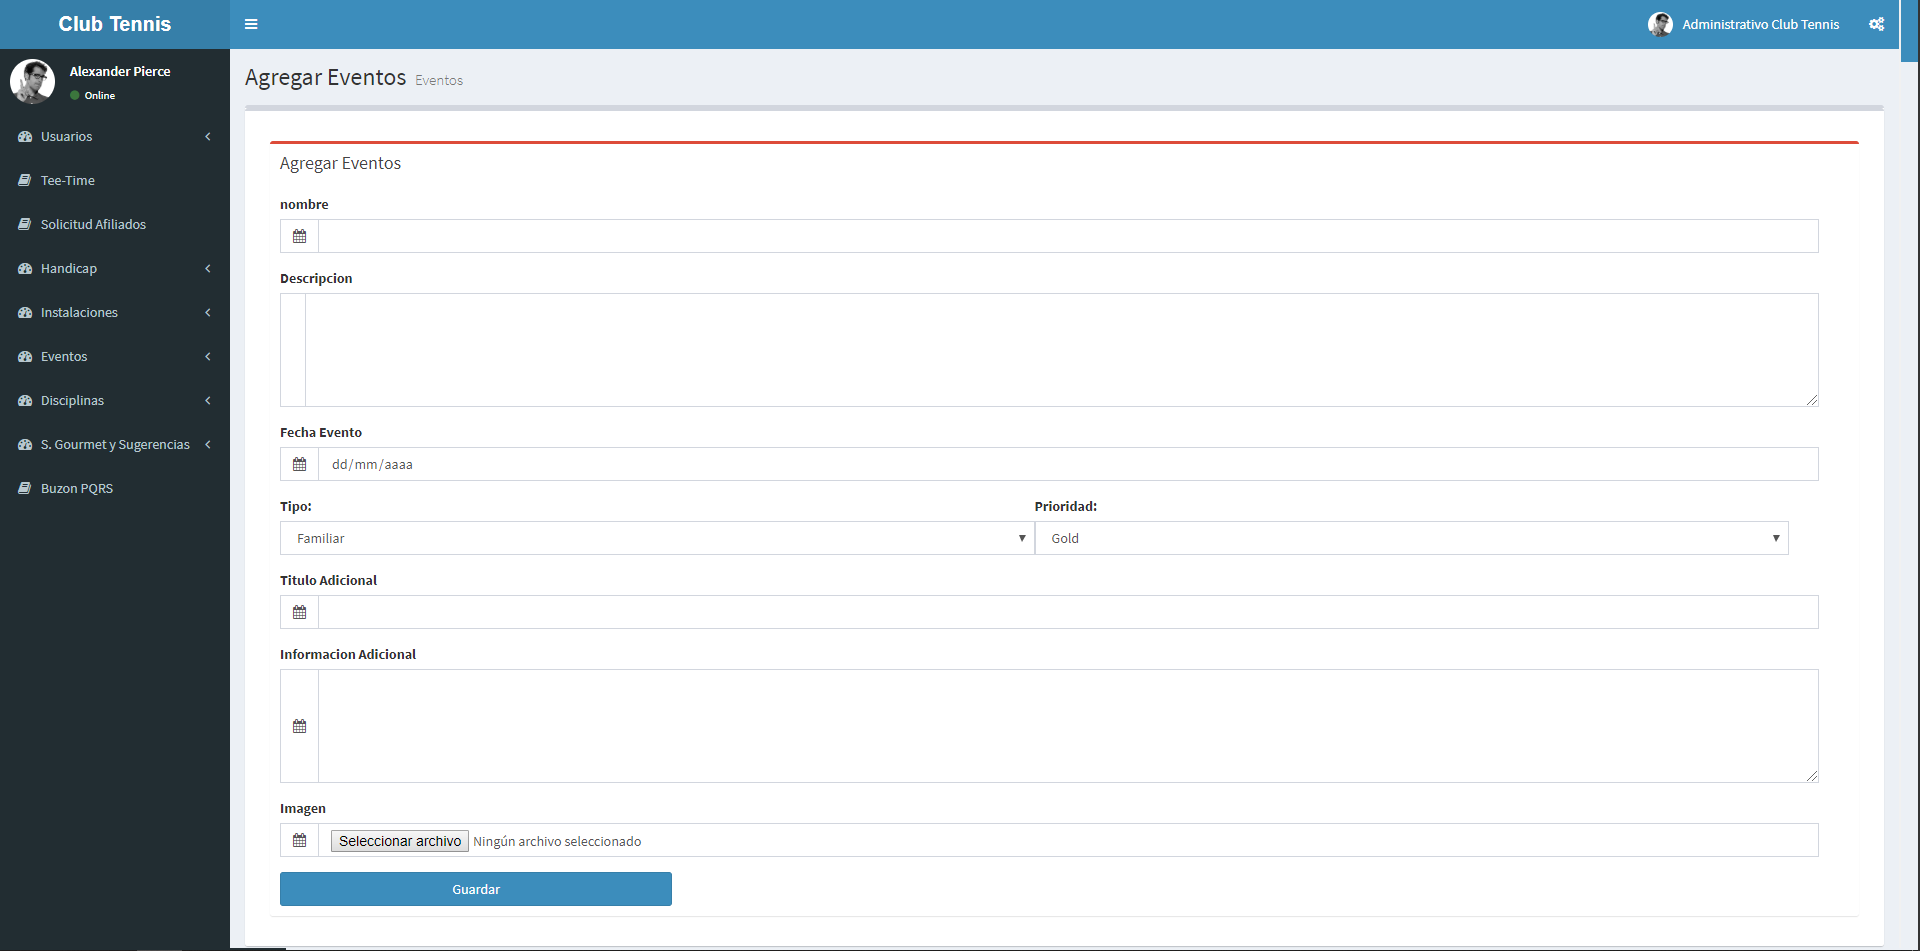 Club Tennis
Administrativo Club Tennis
Alexander Pierce
Online
Usuarios
Tee-Time
Solicitud Afiliados
Handicap
Instalaciones
Eventos
Disciplinas
S. Gourmet y Sugerencias
Buzon PQRS
Agregar Eventos Eventos
Agregar Eventos
nombre
Descripcion
Fecha Evento
dd/mm/aaaa
Tipo: Prioridad:
Familiar Gold
Titulo Adicional
Informacion Adicional
Imagen
Seleccionar archivo Ningún archivo seleccionado
Guardar